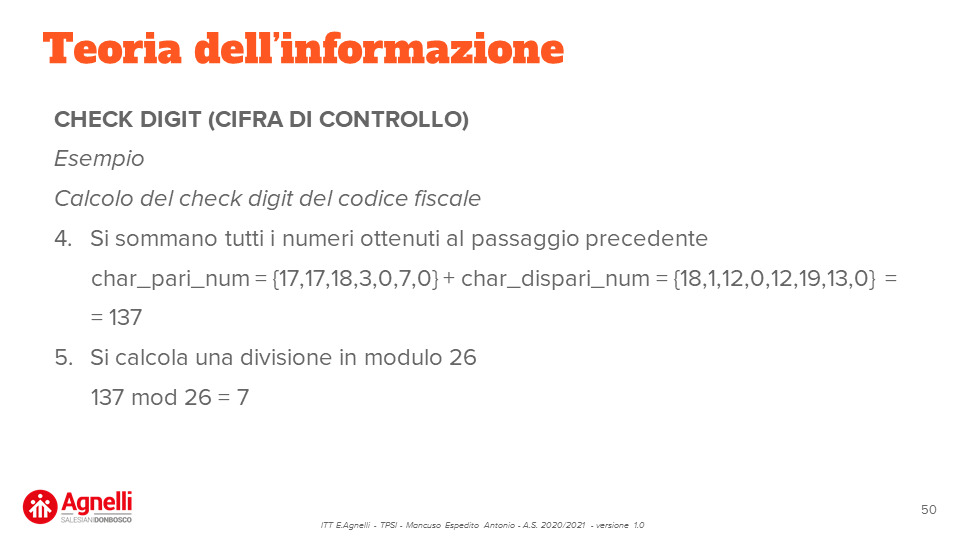 Teoria dell'informazione
CHECK DIGIT (CIFRA DI CONTROLLO)
Esempio
Calcolo del check digit del codice fiscale
4. Si sommano tutti i numeri ottenuti al passaggio precedente
char_pari_num = {17,17,18,3,0,7,0} + char_dispari_num = {18,1,12,0,12,19,13,0} =
= 137
5. Si calcola una divisione in modulo 26
137 mod 26 = 7
Agnelli
SALESIANI DONBOSCO
ITT E.Agnelli - TPSI - Mancuso Espedito Antonio - A.S. 2020/2021 - versione 1.0
50